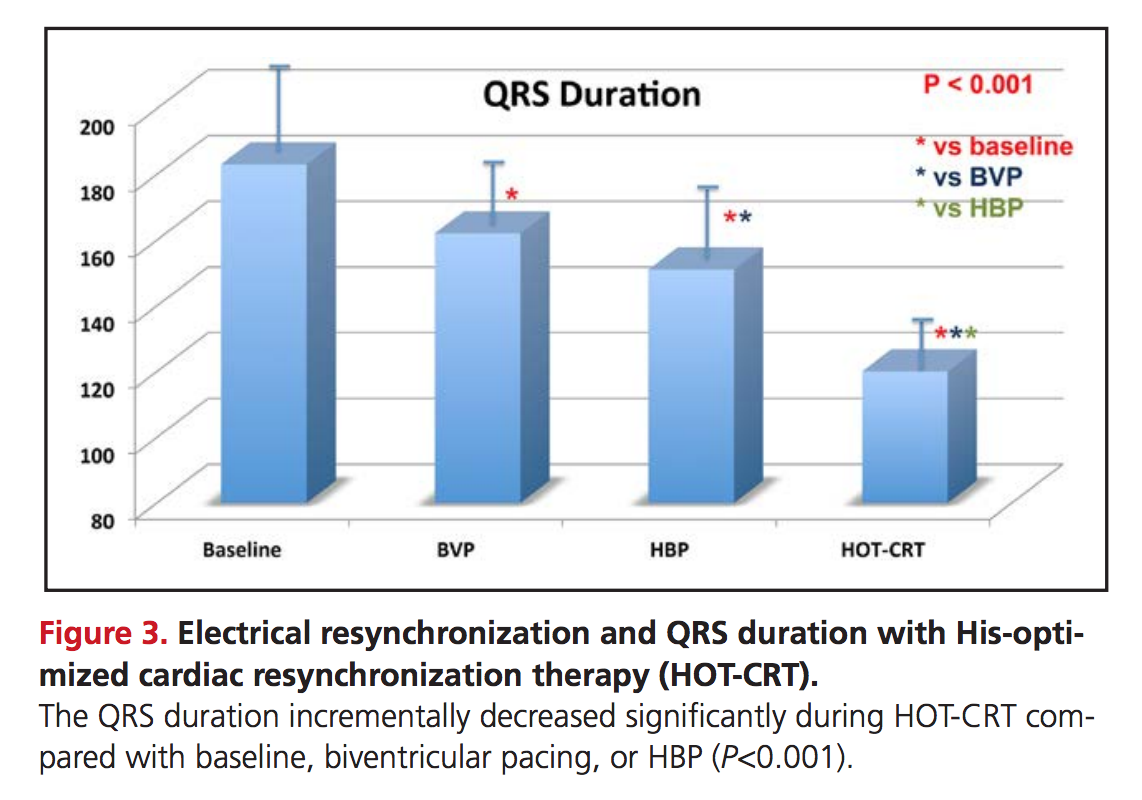 QRS Duration
P < 0.001
* vs baseline
* vs BVP
* vs HBP
200
180
160
140
120
100
80
*
**
***
Baseline BVP HBP HOT-CRT
Figure 3. Electrical resynchronization and QRS duration with His-opti-
mized cardiac resynchronization therapy (HOT-CRT).
The QRS duration incrementally decreased significantly during HOT-CRT com-
pared with baseline, biventricular pacing, or HBP (P<0.001).